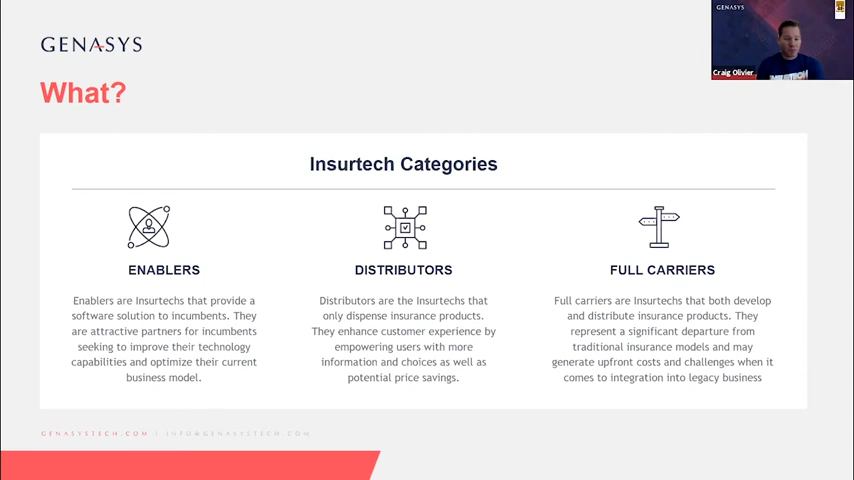 GENASYS
GENASYS
Craig Olivier
What?
Insurtech Categories
ENABLERS
Enablers are Insurtechs that provide a
software solution to incumbents. They
are attractive partners for incumbents
seeking to improve their technology
capabilities and optimize their current
business model.
DISTRIBUTORS
Distributors are the Insurtechs that
only dispense insurance products.
They enhance customer experience by
empowering users with more
information and choices as well as
potential price savings.
FULL CARRIERS
Full carriers are Insurtechs that both develop
and distribute insurance products. They
represent a significant departure from
traditional insurance models and may
generate upfront costs and challenges when it
comes to integration into legacy business
GENASYSTECH.COM | INFO@GENASYSTECH.COM